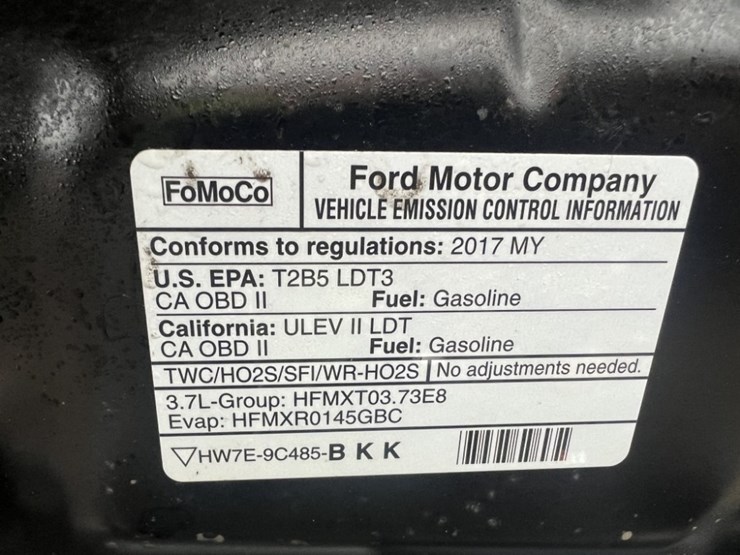 FoMoCo
Ford Motor Company
VEHICLE EMISSION CONTROL INFORMATION
Conforms to regulations: 2017 MY
U.S. EPA: T2B5 LDT3
CA OBD II Fuel: Gasoline
California: ULEV II LDT
CA OBD II Fuel: Gasoline
TWC/HO2S/SFI/WR-HO2S No adjustments needed.
3.7L-Group: HFMXT03.73E8
Evap: HFMXR0145GBC
HW7E-9C485-B K K